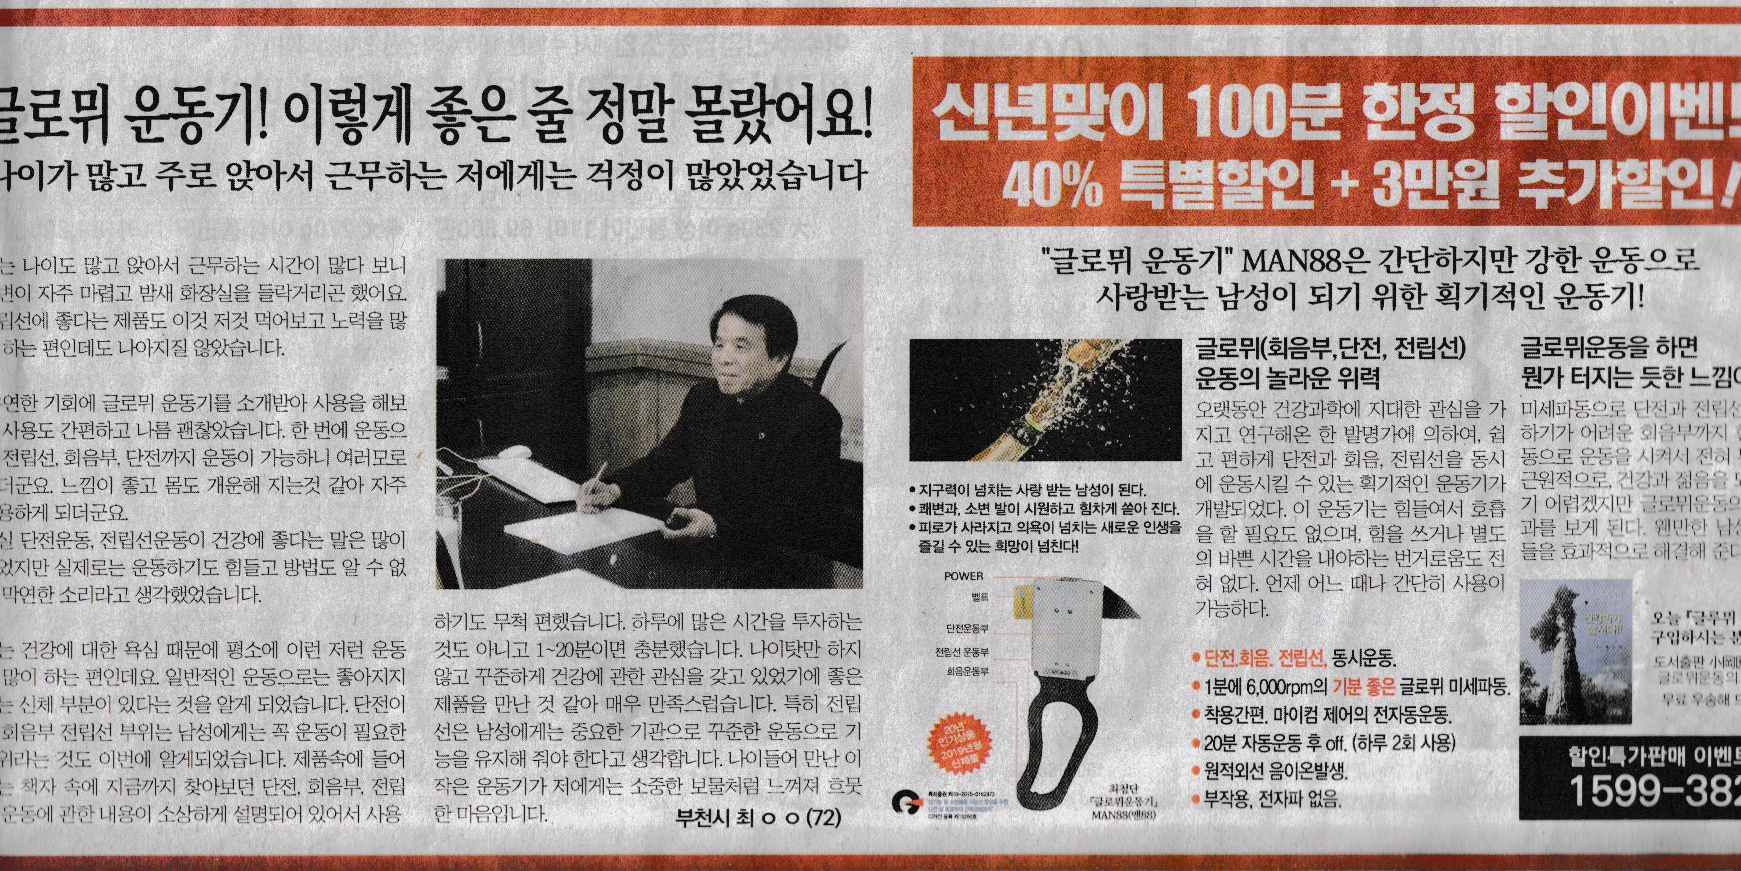 글로뮈 운동기! 이렇게 좋은 줄 정말 몰랐어요!
나이가 많고 주로 앉아서 근무하는 저에게는 걱정이 많았었습니다
는 나이도 많고 앉아서 근무하는 시간이 많다 보니
변이 자주 마렵고 밤새 화장실을 들락거리곤 했어요.
립선에 좋다는 제품도 이것 저것 먹어보고 노력을 많
하는 편인데도 나아지질 않았습니다.
연한 기회에 글로뮈 운동기를 소개받아 사용을 해보
사용도 간편하고 나름 괜찮았습니다. 한 번에 운동으
전립선, 회음부, 단전까지 운동이 가능하니 여러모로
더군요. 느낌이 좋고 몸도 개운해 지는것 같아 자주
용하게 되더군요.
실 단전운동, 전립선운동이 건강에 좋다는 말은 많이
었지만 실제로는 운동하기도 힘들고 방법도 알 수 없
막연한 소리라고 생각했었습니다.
는 건강에 대한 욕심 때문에 평소에 이런 저런 운동
많이 하는 편인데요. 일반적인 운동으로는 좋아지지
는 신체 부분이 있다는 것을 알게 되었습니다. 단전이
회음부 전립선 부위는 남성에게는 꼭 운동이 필요한
위라는 것도 이번에 알게되었습니다. 제품속에 들어
는 책자 속에 지금까지 찾아보던 단전, 회음부, 전립
운동에 관한 내용이 소상하게 설명되어 있어서 사용
하기도 무척 편했습니다. 하루에 많은 시간을 투자하는
것도 아니고 1~20분이면 충분했습니다. 나이탓만 하지
않고 꾸준하게 건강에 관한 관심을 갖고 있었기에 좋은
제품을 만난 것 같아 매우 만족스럽습니다. 특히 전립
선은 남성에게는 중요한 기관으로 꾸준한 운동으로 기
능을 유지해 줘야 한다고 생각합니다. 나이들어 만난 이
작은 운동기가 저에게는 소중한 보물처럼 느껴져 흐뭇
한 마음입니다.
부천시 최 ㅇ ㅇ (72)
신년맞이 100분 한정 할인이벤트
40% 특별할인 + 3만원 추가할인!
"글로뮈 운동기" MAN88은 간단하지만 강한 운동으로
사랑받는 남성이 되기 위한 획기적인 운동기!
• 지구력이 넘치는 사랑 받는 남성이 된다.
• 쾌변과, 소변 발이 시원하고 힘차게 쏟아 진다.
• 피로가 사라지고 의욕이 넘치는 새로운 인생을
즐길 수 있는 희망이 넘친다!
POWER
벨트
단전운동부
전립선 운동부
회음운동부
20년
인기상품
2019년형
신제품
최첨단
「글로뮈운동기」
MAN88(맨88)
글로뮈(회음부,단전, 전립선)
운동의 놀라운 위력
오랫동안 건강과학에 지대한 관심을 가
지고 연구해온 한 발명가에 의하여, 쉽
고 편하게 단전과 회음, 전립선을 동시
에 운동시킬 수 있는 획기적인 운동기가
개발되었다. 이 운동기는 힘들여서 호흡
을 할 필요도 없으며, 힘을 쓰거나 별도
의 바쁜 시간을 내야하는 번거로움도 전
혀 없다. 언제 어느 때나 간단히 사용이
가능하다.
• 단전.회음. 전립선, 동시운동.
• 1분에 6,000rpm의 기분 좋은 글로뮈 미세파동.
• 착용간편. 마이컴 제어의 전자동운동.
• 20분 자동운동 후 off. (하루 2회 사용)
• 원적외선 음이온발생.
• 부작용, 전자파 없음.
글로뮈운동을 하면
뭔가 터지는 듯한 느낌이
미세파동으로 단전과 전립선
하기가 어려운 회음부까지
동으로 운동을 시켜서 전혀
근원적으로, 건강과 젊음을
기 어렵겠지만 글로뮈운동으
과를 보게 된다. 웬만한 남성
들을 효과적으로 해결해 준다
오늘 「글로뮈
구입하시는 분
도서출판 小岡
글로뮈운동의
무료 우송해 드
할인특가판매 이벤트
1599-382